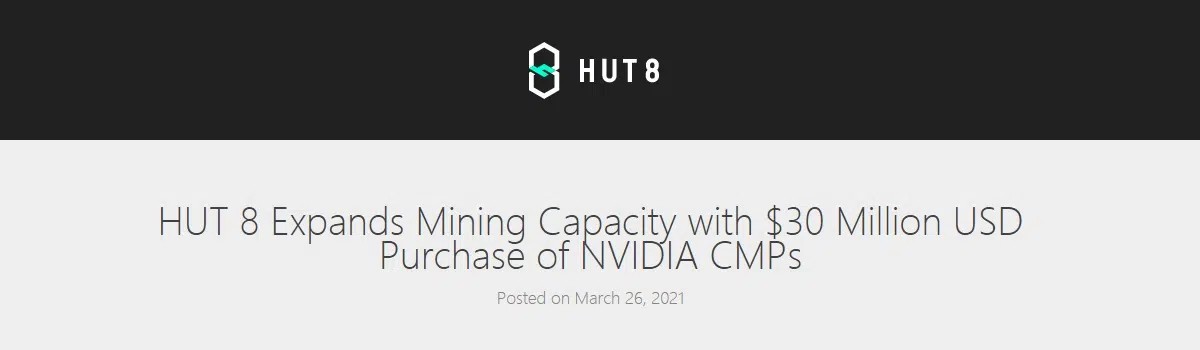 HUT 8
HUT 8 Expands Mining Capacity with $30 Million USD
Purchase of NVIDIA CMPs
Posted on March 26, 2021